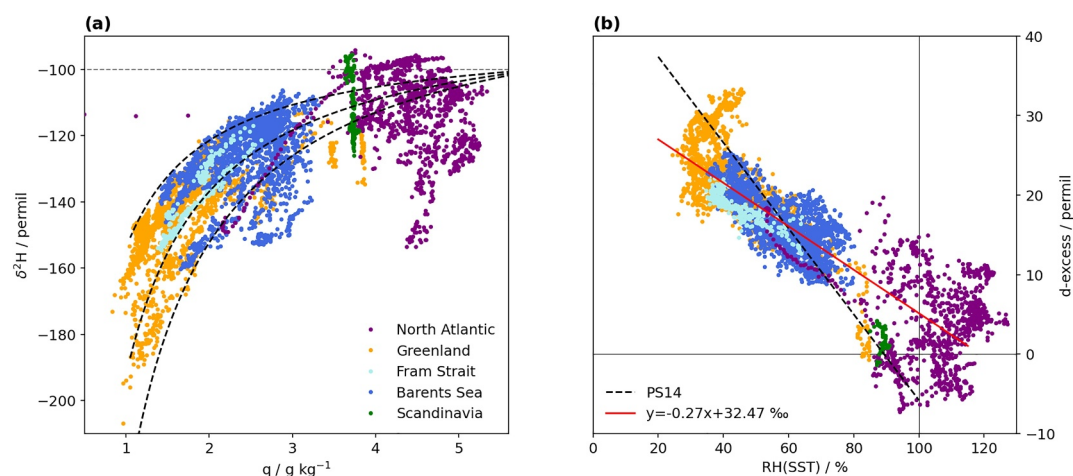 (a)
−100
−120
−140
−160
−180
−200
δ²H / permil
1
2
3
4
5
q / g kg⁻¹
North Atlantic
Greenland
Fram Strait
Barents Sea
Scandinavia
(b)
40
30
20
10
0
−10
d-excess / permil
0
20
40
60
80
100
120
RH(SST) / %
PS14
y=-0.27x+32.47 ‰